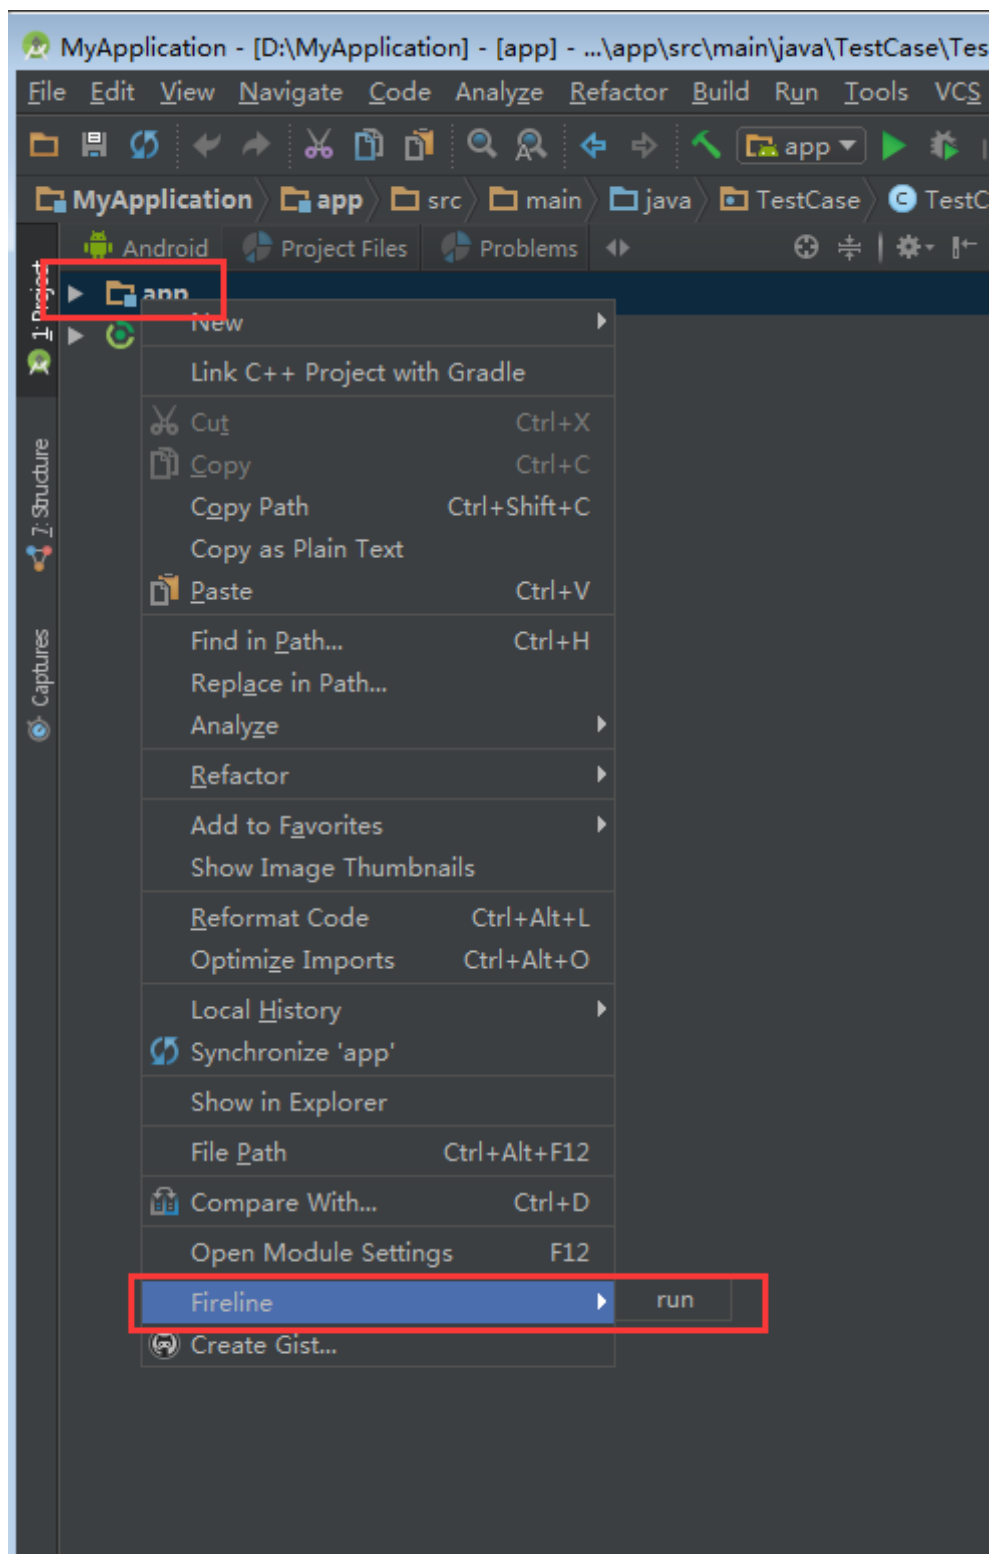 MyApplication - [D:\MyApplication] - [app] - ...\app\src\main\java\TestCase\Tes
File Edit View Navigate Code Analyze Refactor Build Run Tools VCS
app
MyApplication app src main java TestCase TestC
Android Project Files Problems
1: Project
app
New
Link C++ Project with Gradle
Cut Ctrl+X
Copy Ctrl+C
Copy Path Ctrl+Shift+C
Copy as Plain Text
Paste Ctrl+V
Find in Path... Ctrl+H
Replace in Path...
Analyze
Refactor
Add to Favorites
Show Image Thumbnails
Reformat Code Ctrl+Alt+L
Optimize Imports Ctrl+Alt+O
Local History
Synchronize 'app'
Show in Explorer
File Path Ctrl+Alt+F12
Compare With... Ctrl+D
Open Module Settings F12
Fireline run
Create Gist...
7: Structure
Captures